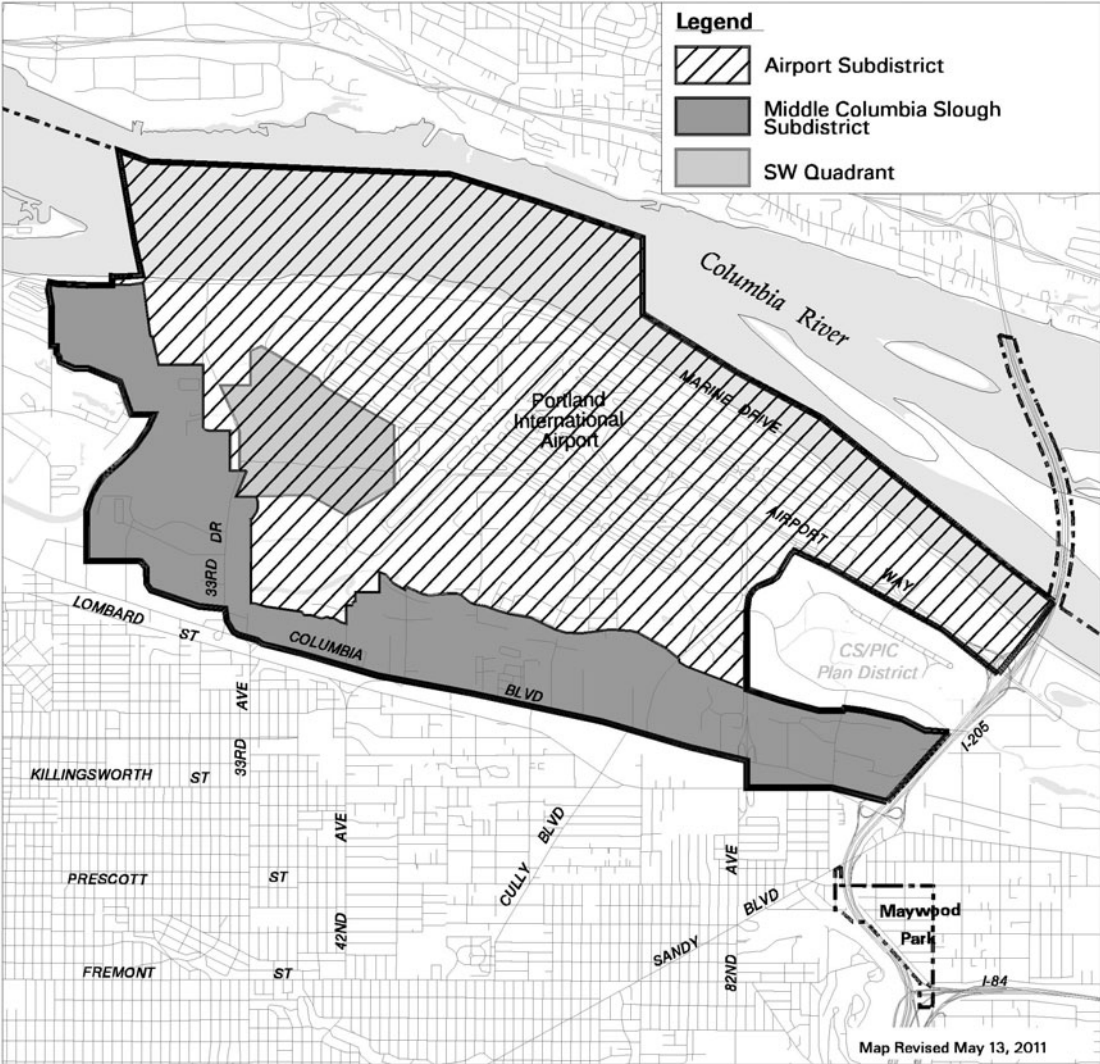 Legend
Airport Subdistrict
Middle Columbia Slough
Subdistrict
SW Quadrant
Columbia River
MARINE DRIVE
Portland
International
Airport
AIRPORT WAY
33RD DR
LOMBARD ST
COLUMBIA BLVD
CS/PIC
Plan District
I-205
33RD AVE
KILLINGSWORTH ST
42ND AVE
CULLY BLVD
82ND AVE
PRESCOTT ST
SANDY BLVD
Maywood
Park
FREMONT ST
I-84
Map Revised May 13, 2011